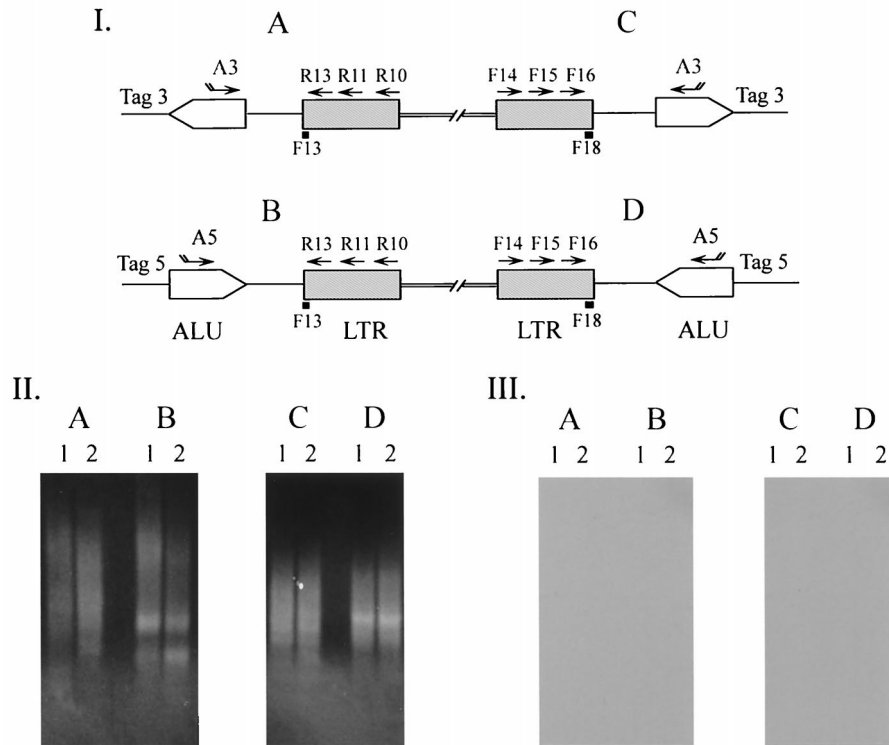 I.
A C
A3 R13 R11 R10 F14 F15 F16 A3
Tag 3 Tag 3
F13 F18
B D
A5 R13 R11 R10 F14 F15 F16 A5
Tag 5 Tag 5
F13 F18
ALU LTR LTR ALU
II. III.
A B C D A B C D
1 2 1 2 1 2 1 2 1 2 1 2 1 2 1 2